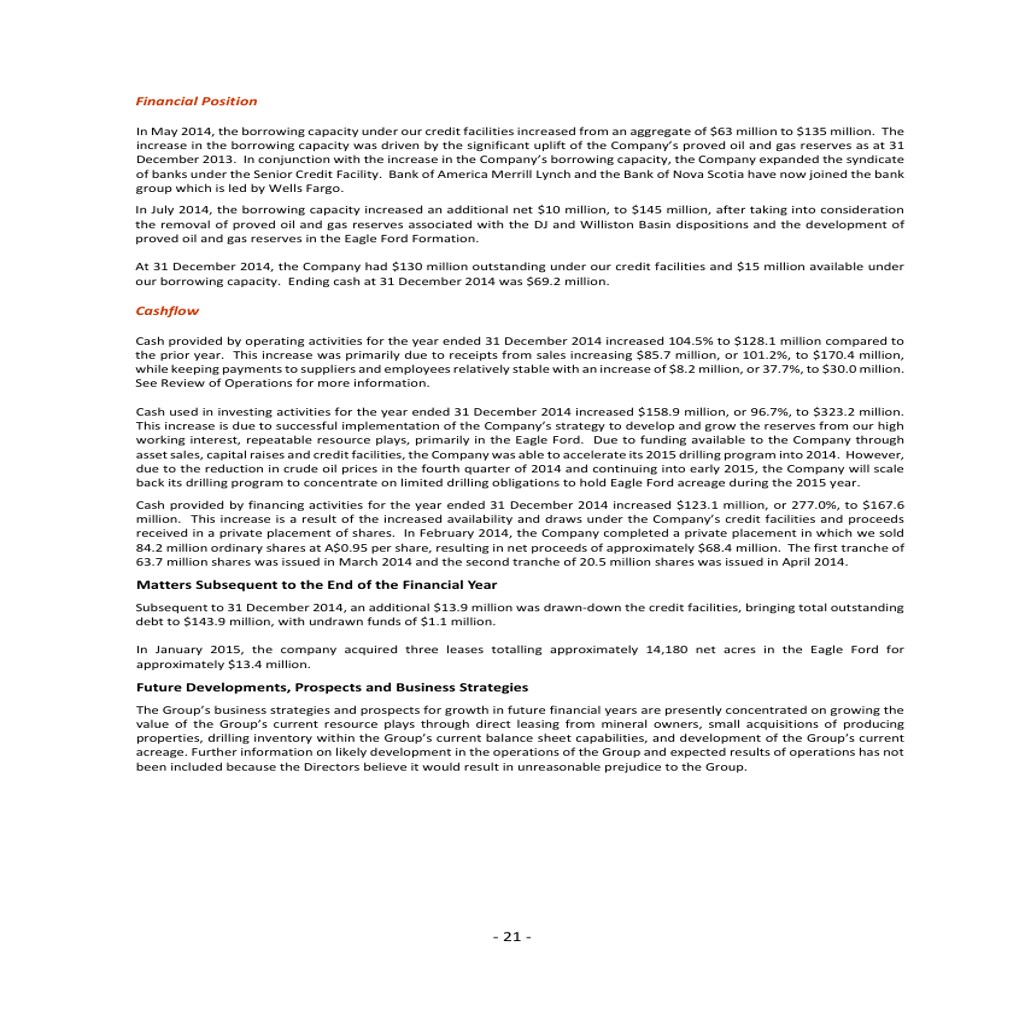 Financial Position
In May 2014, the borrowing capacity under our credit facilities increased from an aggregate of $63 million to $135 million. The
increase in the borrowing capacity was driven by the significant uplift of the Company's proved oil and gas reserves as at 31
December 2013. In conjunction with the increase in the Company's borrowing capacity, the Company expanded the syndicate
of banks under the Senior Credit Facility. Bank of America Merrill Lynch and the Bank of Nova Scotia have now joined the bank
group which is led by Wells Fargo.
In July 2014, the borrowing capacity increased an additional net $10 million, to $145 million, after taking into consideration
the removal of proved oil and gas reserves associated with the DJ and Williston Basin dispositions and the development of
proved oil and gas reserves in the Eagle Ford Formation.
At 31 December 2014, the Company had $130 million outstanding under our credit facilities and $15 million available under
our borrowing capacity. Ending cash at 31 December 2014 was $69.2 million.
Cashflow
Cash provided by operating activities for the year ended 31 December 2014 increased 104.5% to $128.1 million compared to
the prior year. This increase was primarily due to receipts from sales increasing $85.7 million, or 101.2%, to $170.4 million,
while keeping payments to suppliers and employees relatively stable with an increase of $8.2 million, or 37.7%, to $30.0 million.
See Review of Operations for more information.
Cash used in investing activities for the year ended 31 December 2014 increased $158.9 million, or 96.7%, to $323.2 million.
This increase is due to successful implementation of the Company's strategy to develop and grow the reserves from our high
working interest, repeatable resource plays, primarily in the Eagle Ford. Due to funding available to the Company through
asset sales, capital raises and credit facilities, the Company was able to accelerate its 2015 drilling program into 2014. However,
due to the reduction in crude oil prices in the fourth quarter of 2014 and continuing into early 2015, the Company will scale
back its drilling program to concentrate on limited drilling obligations to hold Eagle Ford acreage during the 2015 year.
Cash provided by financing activities for the year ended 31 December 2014 increased $123.1 million, or 277.0%, to $167.6
million. This increase is a result of the increased availability and draws under the Company's credit facilities and proceeds
received in a private placement of shares. In February 2014, the Company completed a private placement in which we sold
84.2 million ordinary shares at A$0.95 per share, resulting in net proceeds of approximately $68.4 million. The first tranche of
63.7 million shares was issued in March 2014 and the second tranche of 20.5 million shares was issued in April 2014.
Matters Subsequent to the End of the Financial Year
Subsequent to 31 December 2014, an additional $13.9 million was drawn-down the credit facilities, bringing total outstanding
debt to $143.9 million, with undrawn funds of $1.1 million.
In January 2015, the company acquired three leases totalling approximately 14,180 net acres in the Eagle Ford for
approximately $13.4 million.
Future Developments, Prospects and Business Strategies
The Group's business strategies and prospects for growth in future financial years are presently concentrated on growing the
value of the Group's current resource plays through direct leasing from mineral owners, small acquisitions of producing
properties, drilling inventory within the Group's current balance sheet capabilities, and development of the Group's current
acreage. Further information on likely development in the operations of the Group and expected results of operations has not
been included because the Directors believe it would result in unreasonable prejudice to the Group.
- 21 -